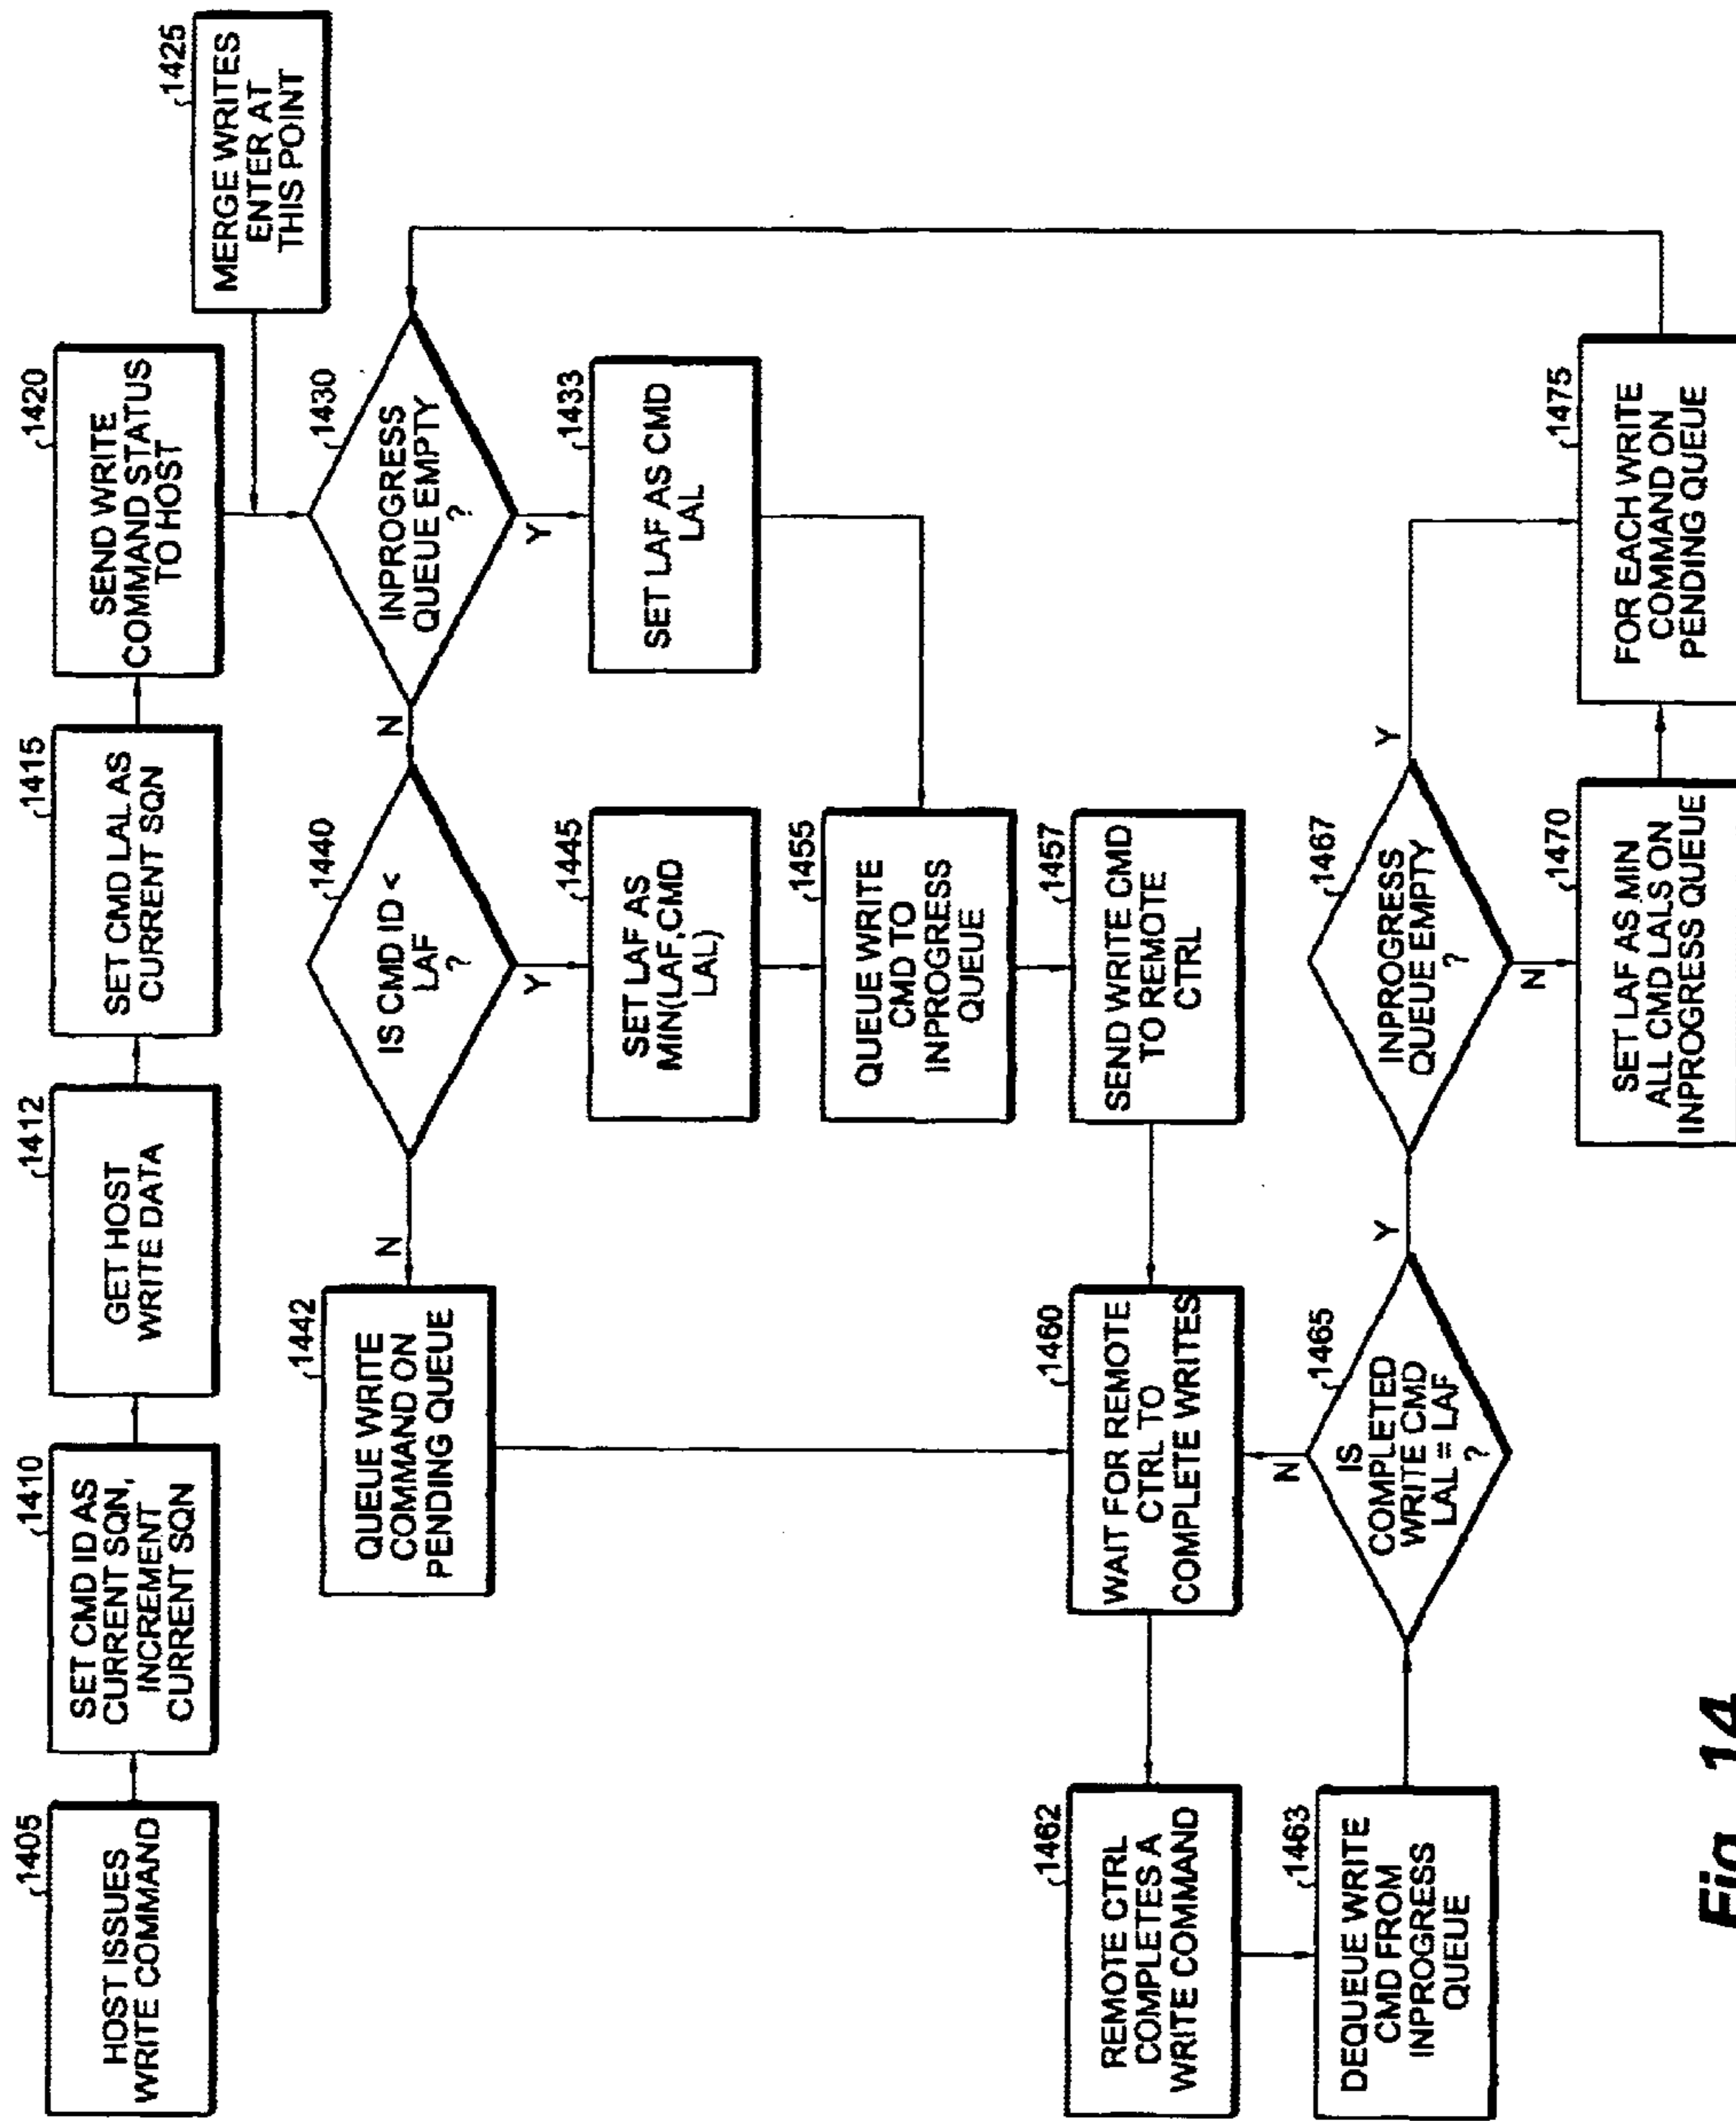 1405
HOST ISSUES
WRITE COMMAND
1410
SET CMD ID AS
CURRENT SQN,
INCREMENT
CURRENT SQN
1412
GET HOST
WRITE DATA
1415
SET CMD LAL AS
CURRENT SQN
1420
SEND WRITE
COMMAND STATUS
TO HOST
1425
MERGE WRITES
ENTER AT
THIS POINT
1430
INPROGRESS
QUEUE EMPTY
?
Y
N
1433
SET LAF AS CMD
LAL
1440
IS CMD ID <
LAF
?
Y
N
1442
QUEUE WRITE
COMMAND ON
PENDING QUEUE
1445
SET LAF AS
MIN(LAF,CMD
LAL)
1455
QUEUE WRITE
CMD TO
INPROGRESS
QUEUE
1457
SEND WRITE CMD
TO REMOTE
CTRL
1460
WAIT FOR REMOTE
CTRL TO
COMPLETE WRITES
1462
REMOTE CTRL
COMPLETES A
WRITE COMMAND
1463
DEQUEUE WRITE
CMD FROM
INPROGRESS
QUEUE
1465
IS
COMPLETED
WRITE CMD
LAL = LAF
?
N
Y
1467
INPROGRESS
QUEUE EMPTY
?
Y
N
1470
SET LAF AS MIN
ALL CMD LALS ON
INPROGRESS QUEUE
1475
FOR EACH WRITE
COMMAND ON
PENDING QUEUE
Fig. 14